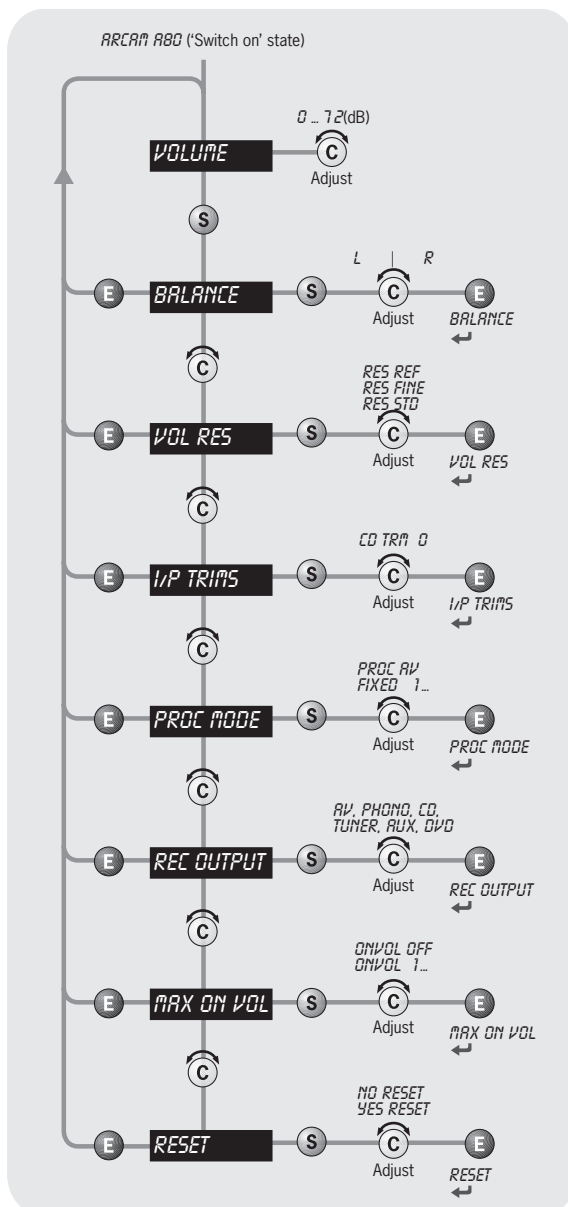 ARCAM A80 (‘Switch on’ state)
0 ... 72(dB)
VOLUME
C
Adjust
S
L | R
E
BALANCE
S
C
E
Adjust
BALANCE
C
RES REF
RES FINE
RES STD
E
VOL RES
S
C
E
Adjust
VOL RES
C
CD TRM 0
E
I/P TRIMS
S
C
E
Adjust
I/P TRIMS
C
PROC AV
FIXED 1...
E
PROC MODE
S
C
E
Adjust
PROC MODE
C
AV, PHONO, CD,
TUNER, AUX, DVD
E
REC OUTPUT
S
C
E
Adjust
REC OUTPUT
C
ONVOL OFF
ONVOL 1...
E
MAX ON VOL
S
C
E
Adjust
MAX ON VOL
C
NO RESET
YES RESET
E
RESET
S
C
E
Adjust
RESET